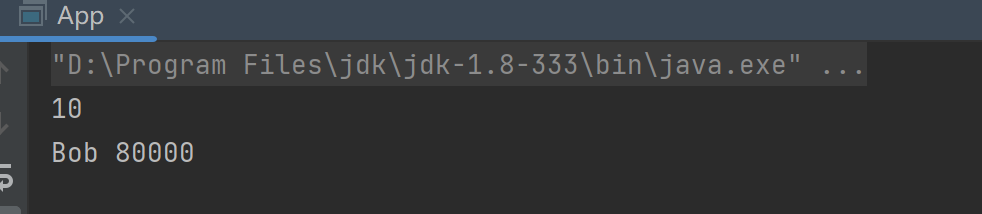 App
"D:\Program Files\jdk\jdk-1.8-333\bin\java.exe" ...
10
Bob 80000